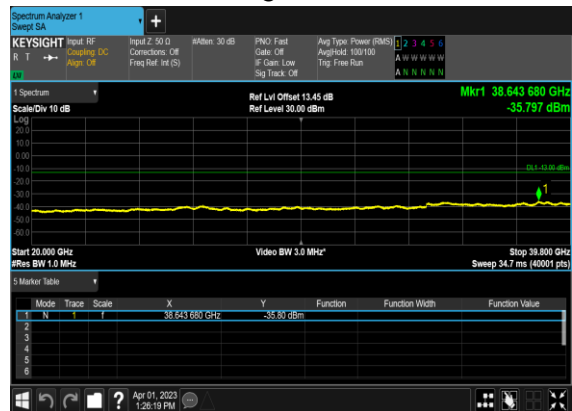 Spectrum Analyzer 1
Swept SA
KEYSIGHT Input: RF Input Z: 50 Ω #Atten: 30 dB PNO: Fast Avg Type: Power (RMS) 1 2 3 4 5 6
R T Coupling: DC Corrections: Off Gate: Off Avg|Hold: 100/100 A W W W W W
Align: Off Freq Ref: Int (S) IF Gain: Low Trig: Free Run
Sig Track: Off A N N N N N
LXI
1 Spectrum Ref Lvl Offset 13.45 dB Mkr1 38.643 680 GHz
Scale/Div 10 dB Ref Level 30.00 dBm -35.797 dBm
Log
20.0
10.0
0.00
-10.0 DL1 -13.00 dBm
-20.0
-30.0 1
-40.0
-50.0
-60.0
Start 20.000 GHz Video BW 3.0 MHz* Stop 39.800 GHz
#Res BW 1.0 MHz Sweep 34.7 ms (40001 pts)
5 Marker Table
Mode Trace Scale X Y Function Function Width Function Value
1 N 1 f 38.643 680 GHz -35.80 dBm
2
3
4
5
6
Apr 01, 2023
1:26:19 PM